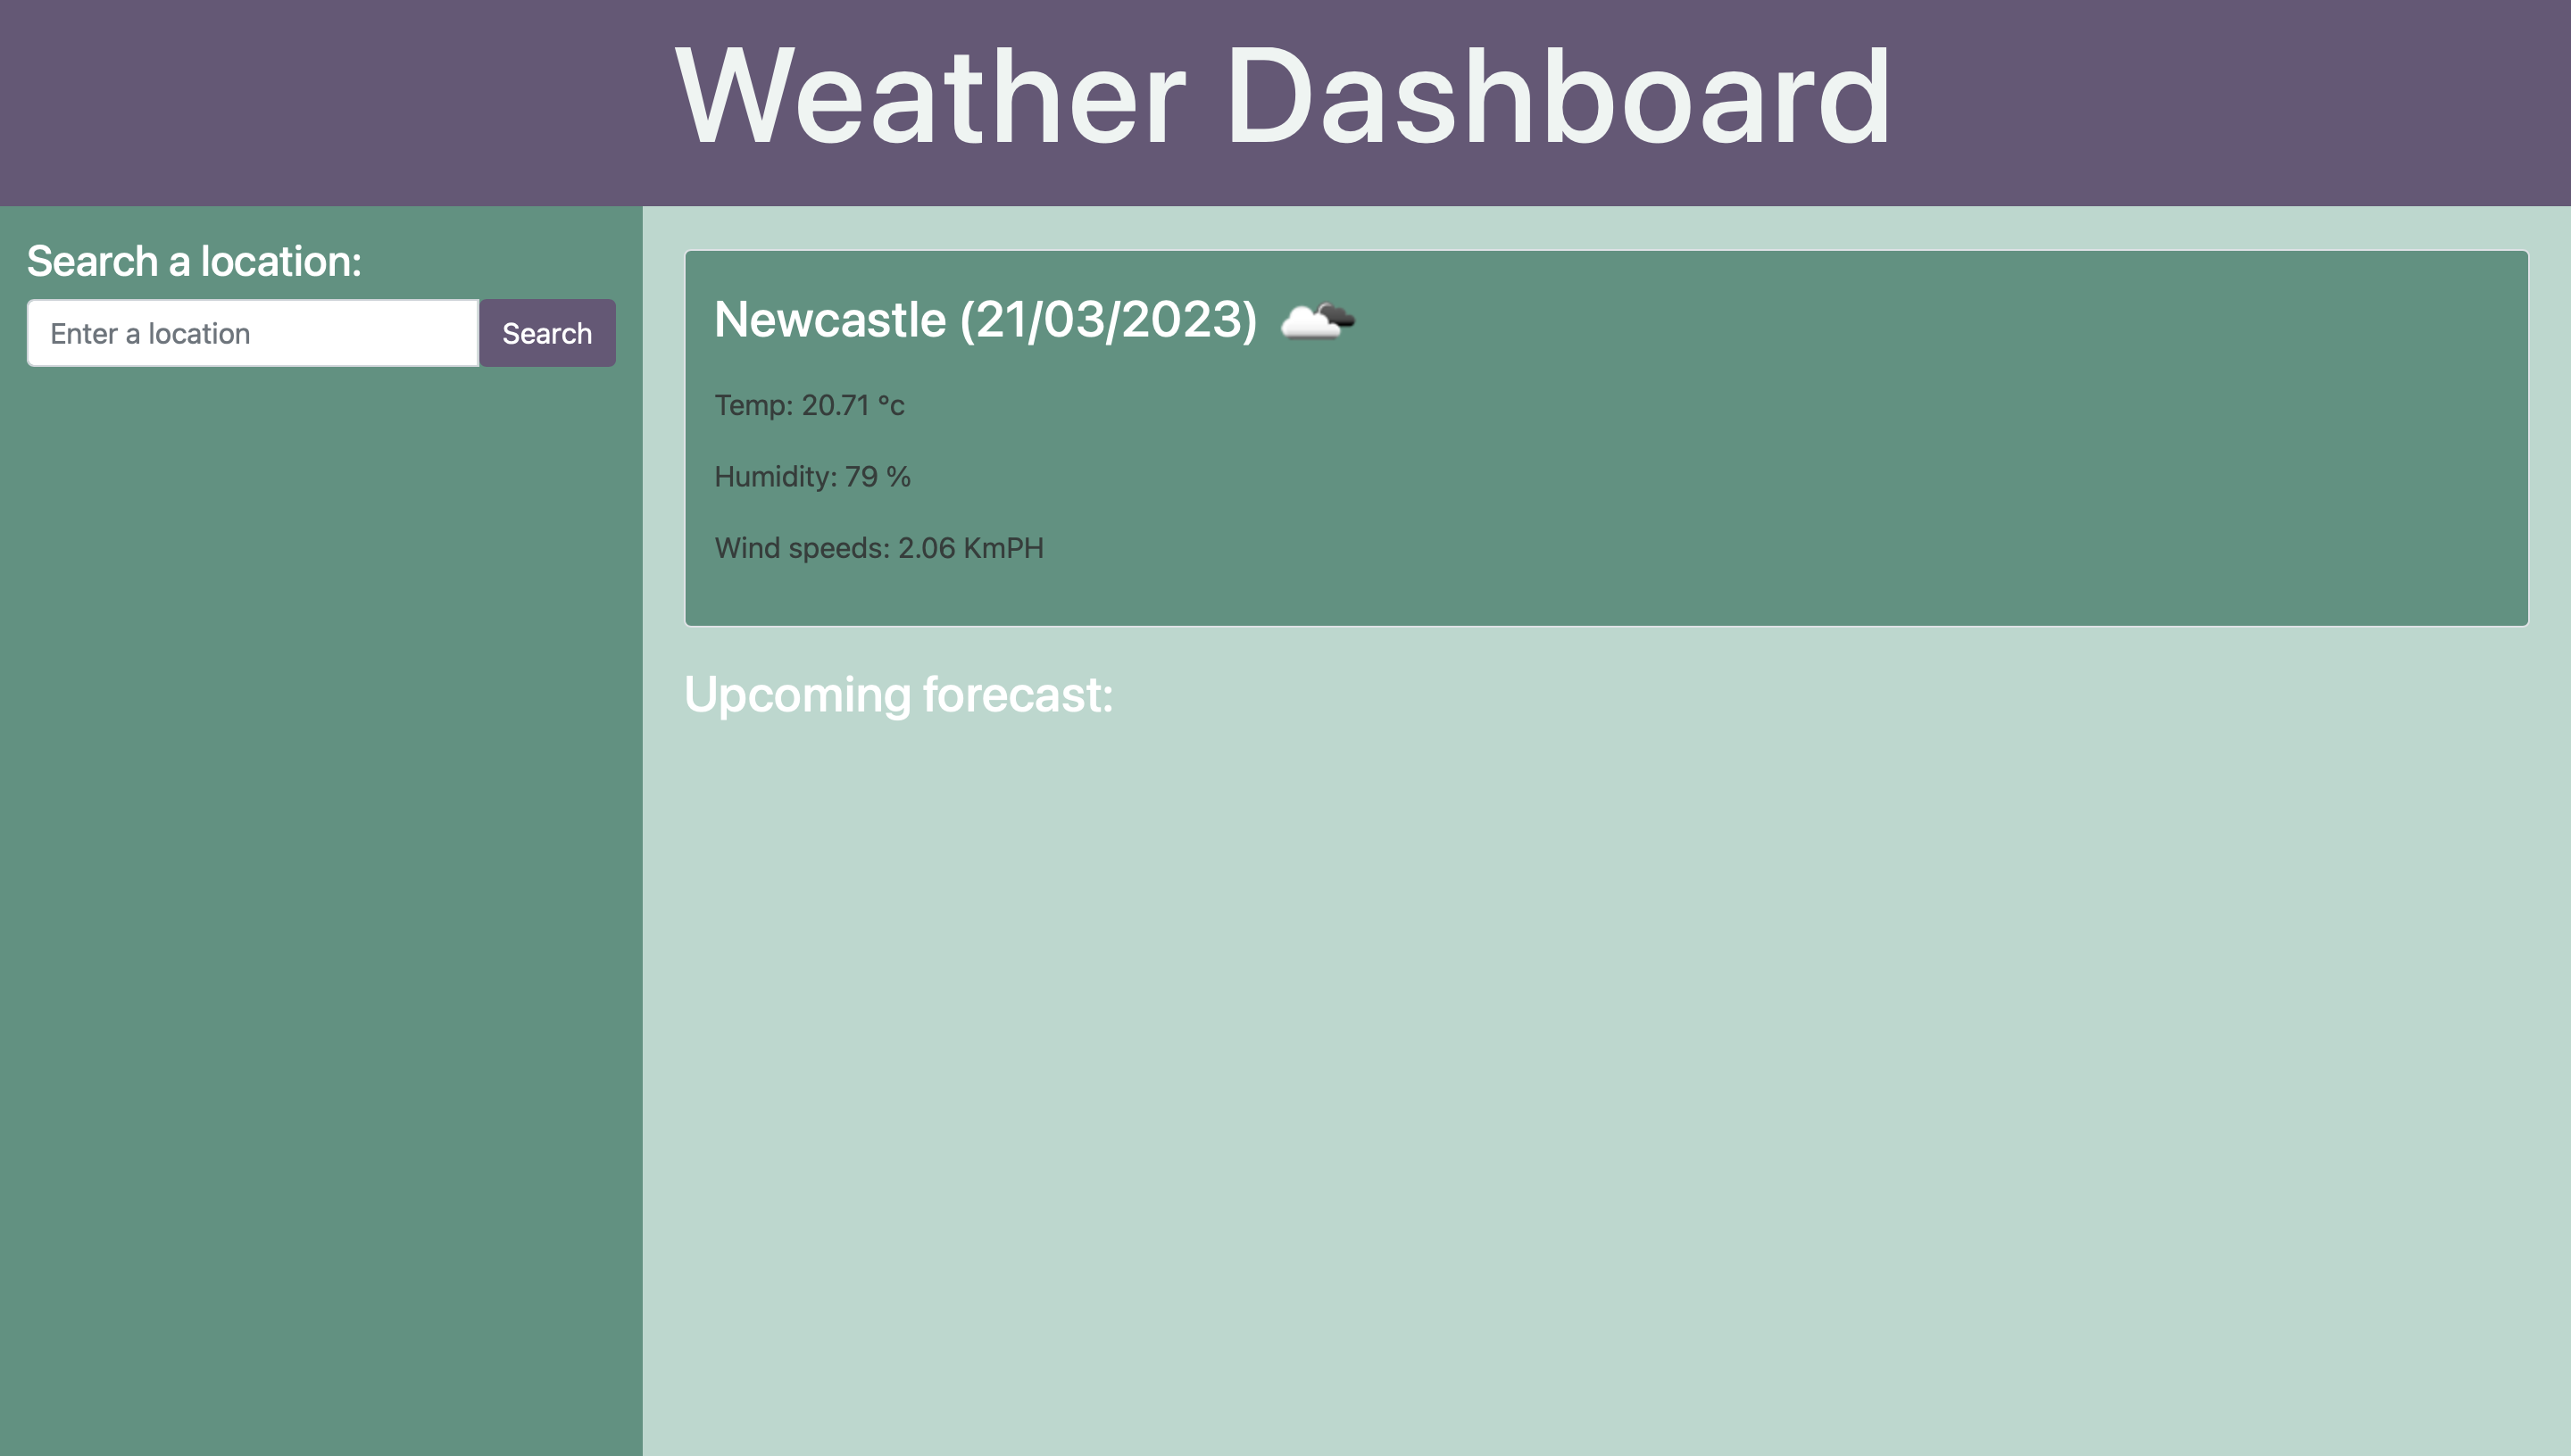 Weather Dashboard
Search a location:
Enter a location
Search
Newcastle (21/03/2023)
Temp: 20.71 °c
Humidity: 79 %
Wind speeds: 2.06 KmPH
Upcoming forecast: